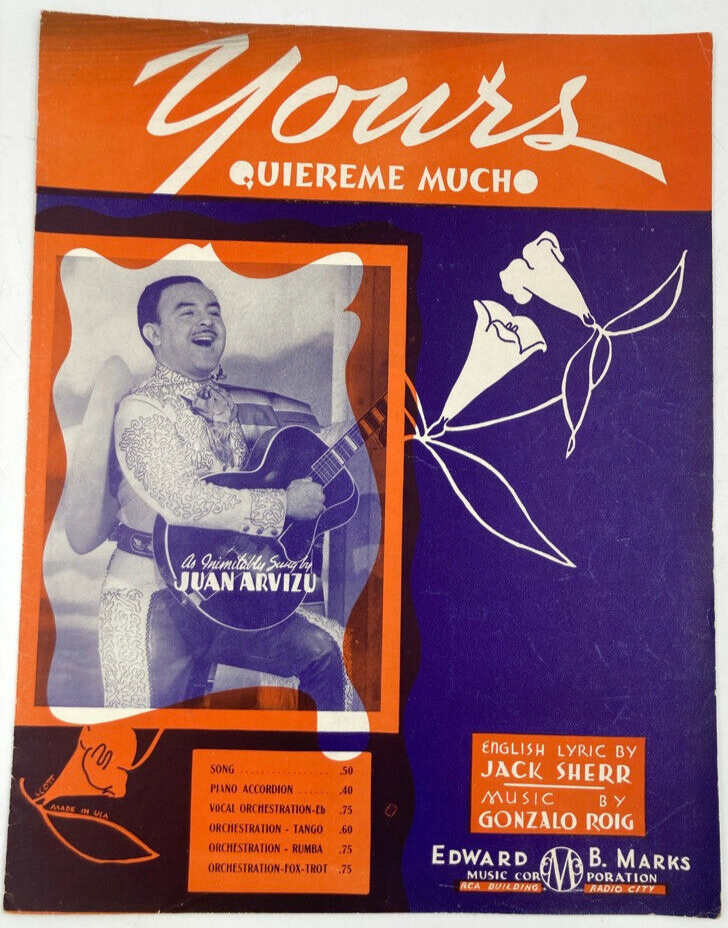 Yours
QUIEREME MUCHO
As Inimitably Sung by
JUAN ARVIZU
SONG .................. .50
PIANO ACCORDION ...... .40
VOCAL ORCHESTRATION-Eb .75
ORCHESTRATION - TANGO .60
ORCHESTRATION - RUMBA .75
ORCHESTRATION-FOX-TROT .75
MADE IN USA
ENGLISH LYRIC BY
JACK SHERR
MUSIC BY
GONZALO ROIG
EDWARD B. MARKS
MUSIC CORPORATION
RCA BUILDING RADIO CITY